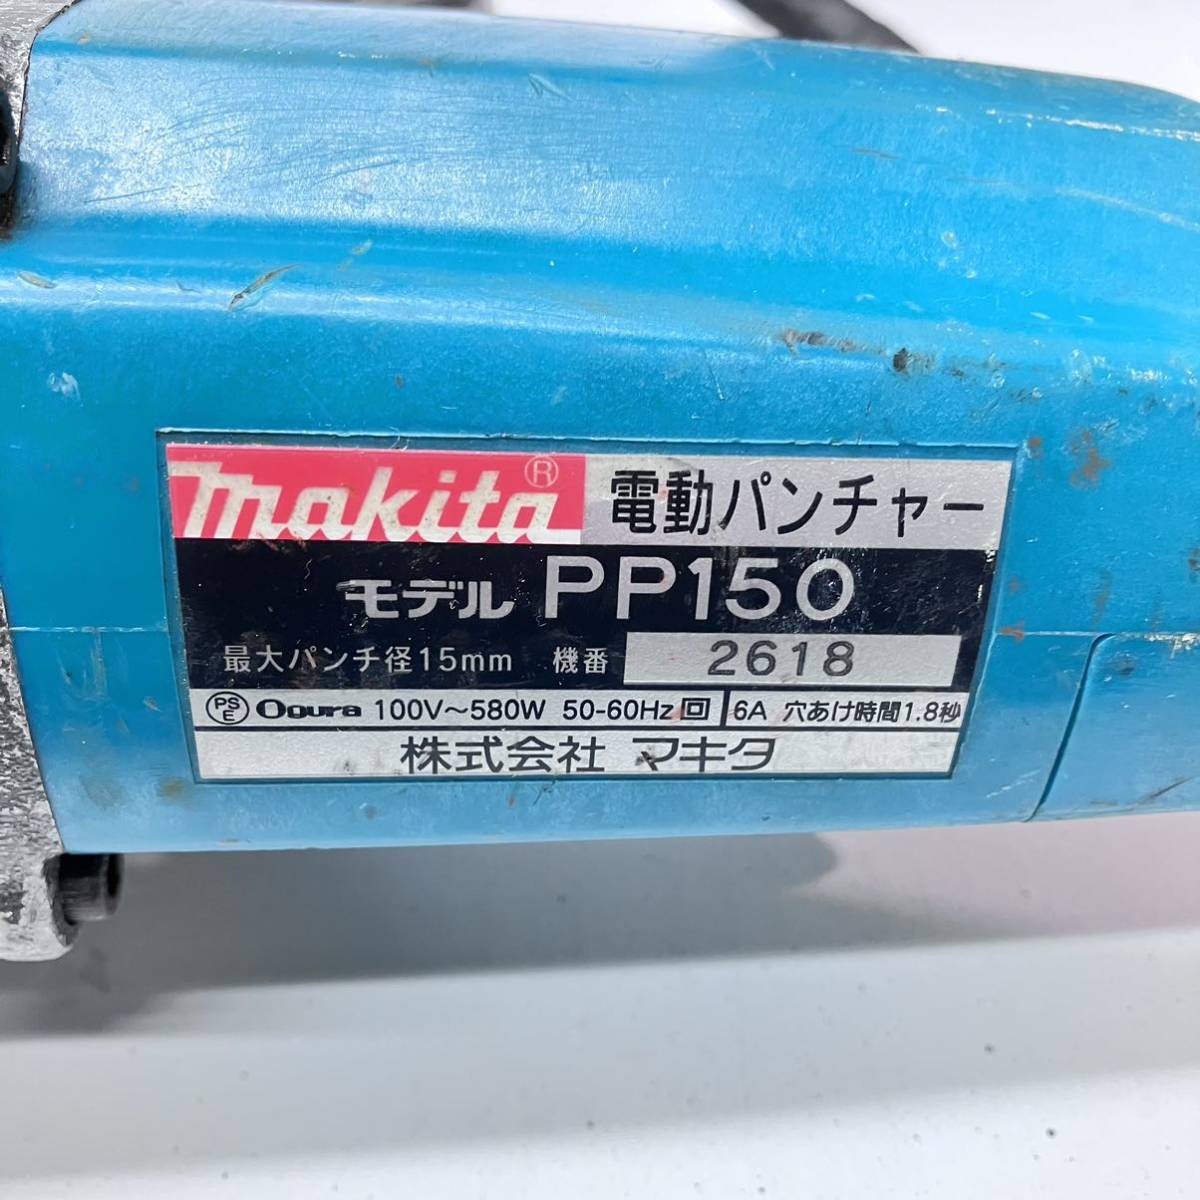 makita® 電動パンチャー
モデル PP150
最大パンチ径15mm 機番 2618
PSE Ogura 100V～580W 50-60Hz 回 6A 穴あけ時間1.8秒
株式会社 マキタ